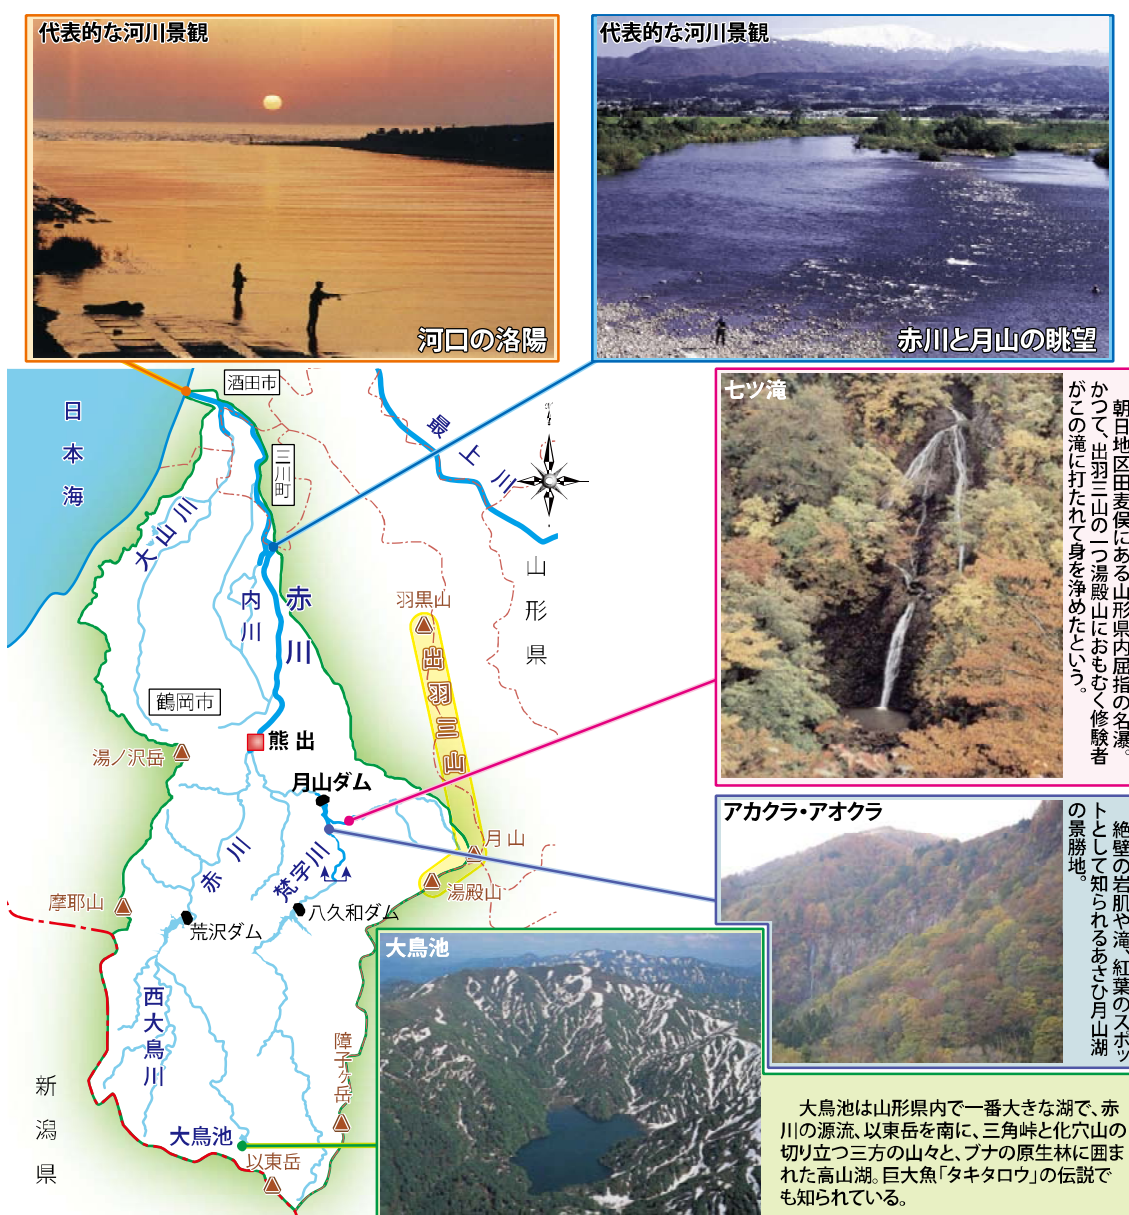 代表的な河川景観
河口の洛陽
代表的な河川景観
赤川と月山の眺望
日本海
酒田市
三川町
最上川
大山川
内川
赤川
山形県
羽黒山
出羽三山
鶴岡市
熊出
湯ノ沢岳
月山ダム
赤川
梵字川
月山
湯殿山
摩耶山
荒沢ダム
八久和ダム
西大鳥川
障子ヶ岳
新潟県
大鳥池
以東岳
七ツ滝
朝日地区田麦俣にある山形県内屈指の名瀑。
かつて、出羽三山の一つ湯殿山におもむく修験者
がこの滝に打たれて身を浄めたという。
アカクラ・アオクラ
絶壁の岩肌や滝、紅葉のスポッ
トとして知られるあさひ月山湖
の景勝地。
大鳥池
大鳥池は山形県内で一番大きな湖で、赤
川の源流、以東岳を南に、三角峠と化穴山の
切り立つ三方の山々と、ブナの原生林に囲ま
れた高山湖。巨大魚「タキタロウ」の伝説で
も知られている。